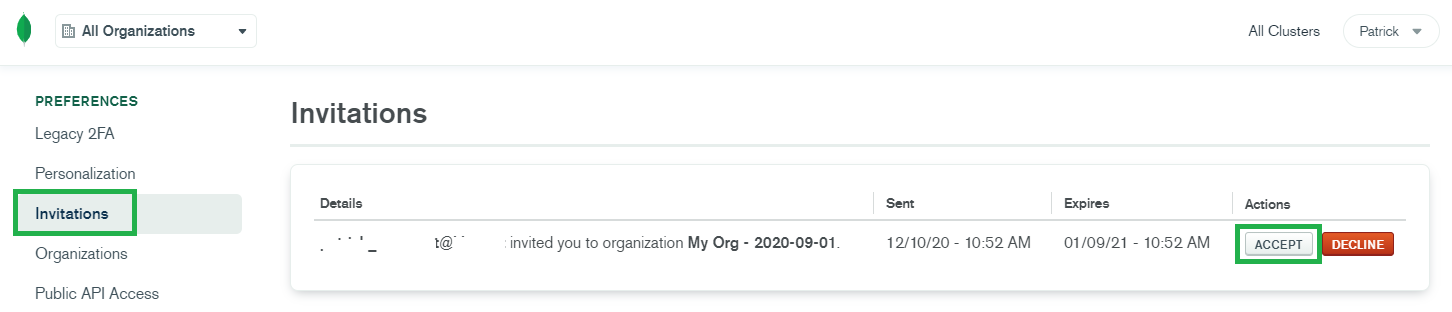 All Organizations
All Clusters
Patrick
PREFERENCES
Legacy 2FA
Personalization
Invitations
Organizations
Public API Access
Invitations
Details Sent Expires Actions
invited you to organization My Org - 2020-09-01. 12/10/20 - 10:52 AM 01/09/21 - 10:52 AM ACCEPT DECLINE